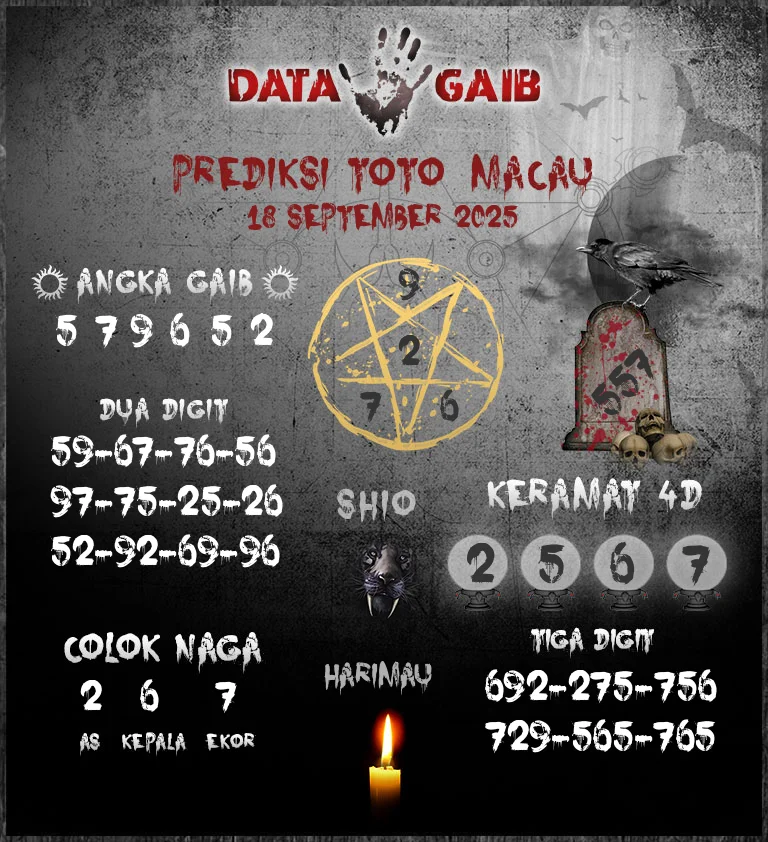 DATA GAIB
PREDIKSI TOTO MACAU
18 SEPTEMBER 2025
ANGKA GAIB
5 7 9 6 5 2
9
2
7 6
557
DUA DIGIT
59-67-76-56
97-75-25-26
52-92-69-96
SHIO
HARIMAU
KERAMAT 4D
2 5 6 7
COLOK NAGA
2 6 7
AS KEPALA EKOR
TIGA DIGIT
692-275-756
729-565-765